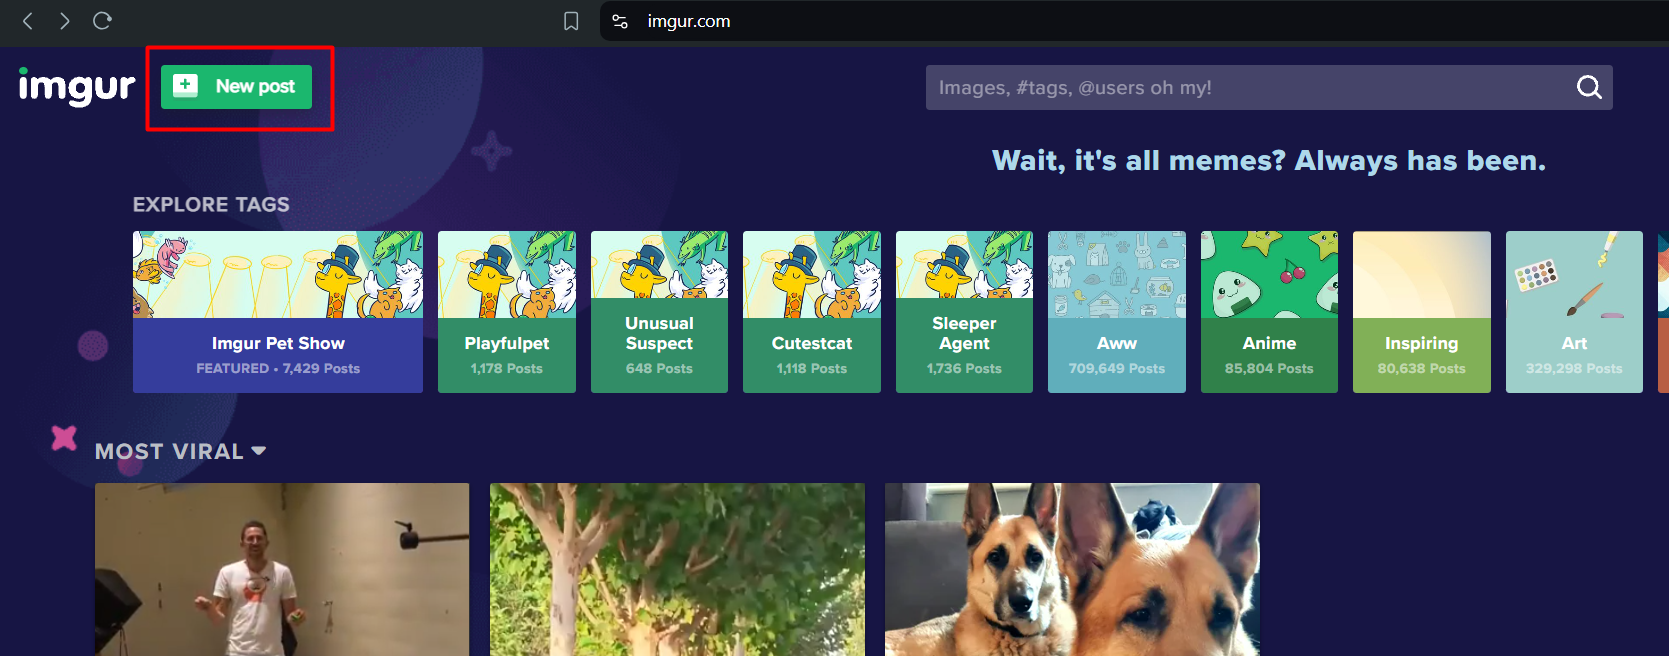 imgur.com
imgur
New post
Images, #tags, @users oh my!
Wait, it's all memes? Always has been.
EXPLORE TAGS
Imgur Pet Show
FEATURED • 7,429 Posts
Playfulpet
1,178 Posts
Unusual
Suspect
648 Posts
Cutestcat
1,118 Posts
Sleeper
Agent
1,736 Posts
Aww
709,649 Posts
Anime
85,804 Posts
Inspiring
80,638 Posts
Art
329,298 Posts
MOST VIRAL